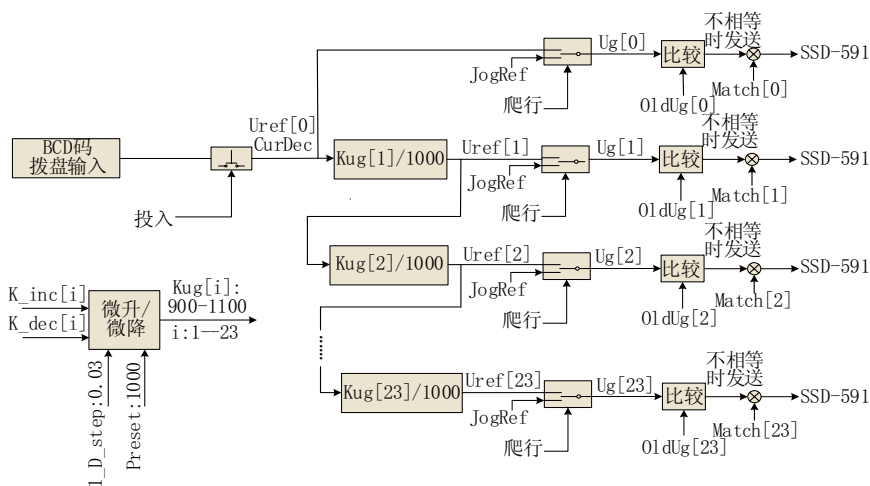 不相等
时发送
Ug[0]
比较
SSD-591
JogRef
爬行
Match[0]
OldUg[0]
BCD码
拨盘输入
Uref[0]
CurDec
投入
Kug[1]/1000
Uref[1]
JogRef
爬行
Ug[1]
比较
不相等
时发送
SSD-591
Match[1]
OldUg[1]
Kug[2]/1000
Uref[2]
JogRef
爬行
Ug[2]
比较
不相等
时发送
SSD-591
Match[2]
OldUg[2]
K_inc[i]
K_dec[i]
微升/
微降
Kug[i]:
900-1100
i:1--23
1_D_step:0.03
Preset:1000
Kug[23]/1000
Uref[23]
JogRef
爬行
Ug[23]
比较
不相等
时发送
SSD-591
Match[23]
OldUg[23]